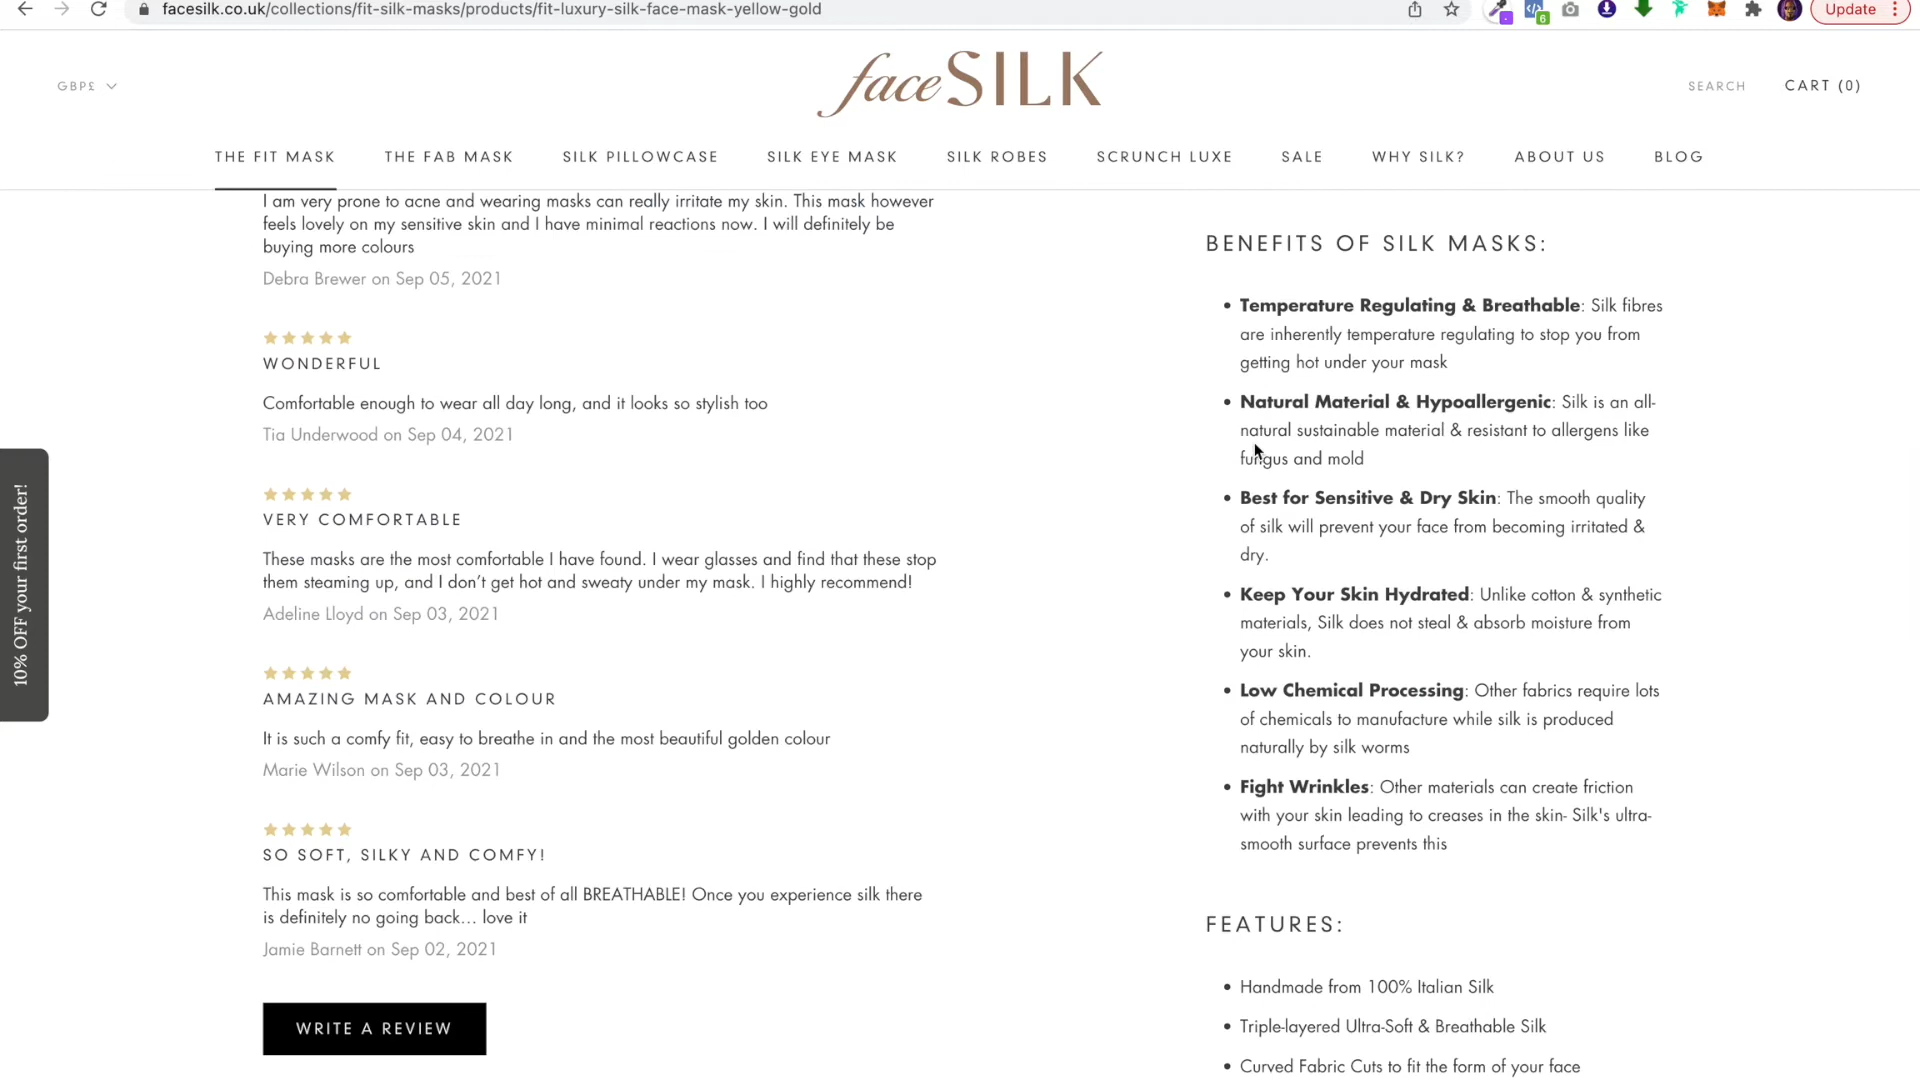 facesilk.co.uk/collections/fit-silk-masks/products/fit-luxury-silk-face-mask-yellow-gold
6
Update
GBP£
faceSILK
SEARCH
CART (0)
THE FIT MASK
THE FAB MASK
SILK PILLOWCASE
SILK EYE MASK
SILK ROBES
SCRUNCH LUXE
SALE
WHY SILK?
ABOUT US
BLOG
10% OFF your first order!
I am very prone to acne and wearing masks can really irritate my skin. This mask however
feels lovely on my sensitive skin and I have minimal reactions now. I will definitely be
buying more colours
Debra Brewer on Sep 05, 2021
WONDERFUL
Comfortable enough to wear all day long, and it looks so stylish too
Tia Underwood on Sep 04, 2021
VERY COMFORTABLE
These masks are the most comfortable I have found. I wear glasses and find that these stop
them steaming up, and I don't get hot and sweaty under my mask. I highly recommend!
Adeline Lloyd on Sep 03, 2021
AMAZING MASK AND COLOUR
It is such a comfy fit, easy to breathe in and the most beautiful golden colour
Marie Wilson on Sep 03, 2021
SO SOFT, SILKY AND COMFY!
This mask is so comfortable and best of all BREATHABLE! Once you experience silk there
is definitely no going back... love it
Jamie Barnett on Sep 02, 2021
WRITE A REVIEW
BENEFITS OF SILK MASKS:
• Temperature Regulating & Breathable: Silk fibres
are inherently temperature regulating to stop you from
getting hot under your mask
• Natural Material & Hypoallergenic: Silk is an all-
natural sustainable material & resistant to allergens like
fungus and mold
• Best for Sensitive & Dry Skin: The smooth quality
of silk will prevent your face from becoming irritated &
dry.
• Keep Your Skin Hydrated: Unlike cotton & synthetic
materials, Silk does not steal & absorb moisture from
your skin.
• Low Chemical Processing: Other fabrics require lots
of chemicals to manufacture while silk is produced
naturally by silk worms
• Fight Wrinkles: Other materials can create friction
with your skin leading to creases in the skin- Silk's ultra-
smooth surface prevents this
FEATURES:
• Handmade from 100% Italian Silk
• Triple-layered Ultra-Soft & Breathable Silk
• Curved Fabric Cuts to fit the form of your face